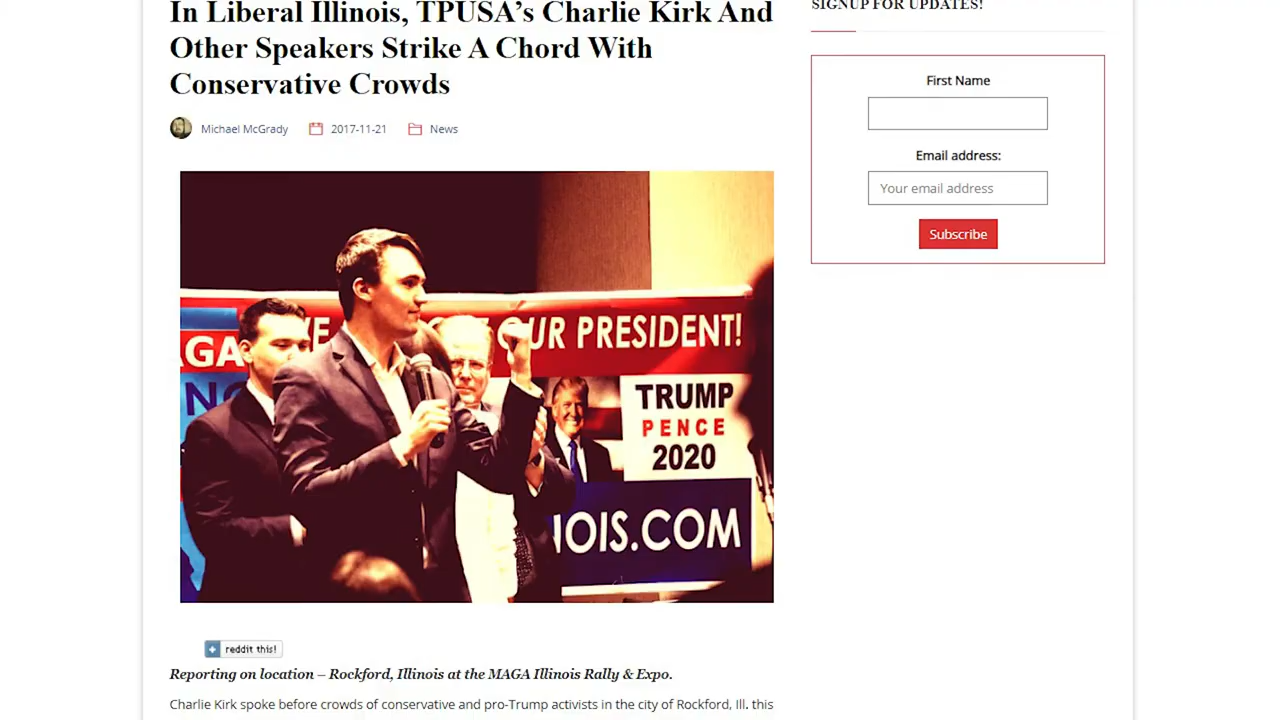 In Liberal Illinois, TPUSA's Charlie Kirk And
Other Speakers Strike A Chord With
Conservative Crowds
Michael McGrady 2017-11-21 News
OUR PRESIDENT!
TRUMP
PENCE
2020
OIS.COM
reddit this!
Reporting on location – Rockford, Illinois at the MAGA Illinois Rally & Expo.
Charlie Kirk spoke before crowds of conservative and pro-Trump activists in the city of Rockford, Ill. this
SIGNUP FOR UPDATES!
First Name
Email address:
Your email address
Subscribe